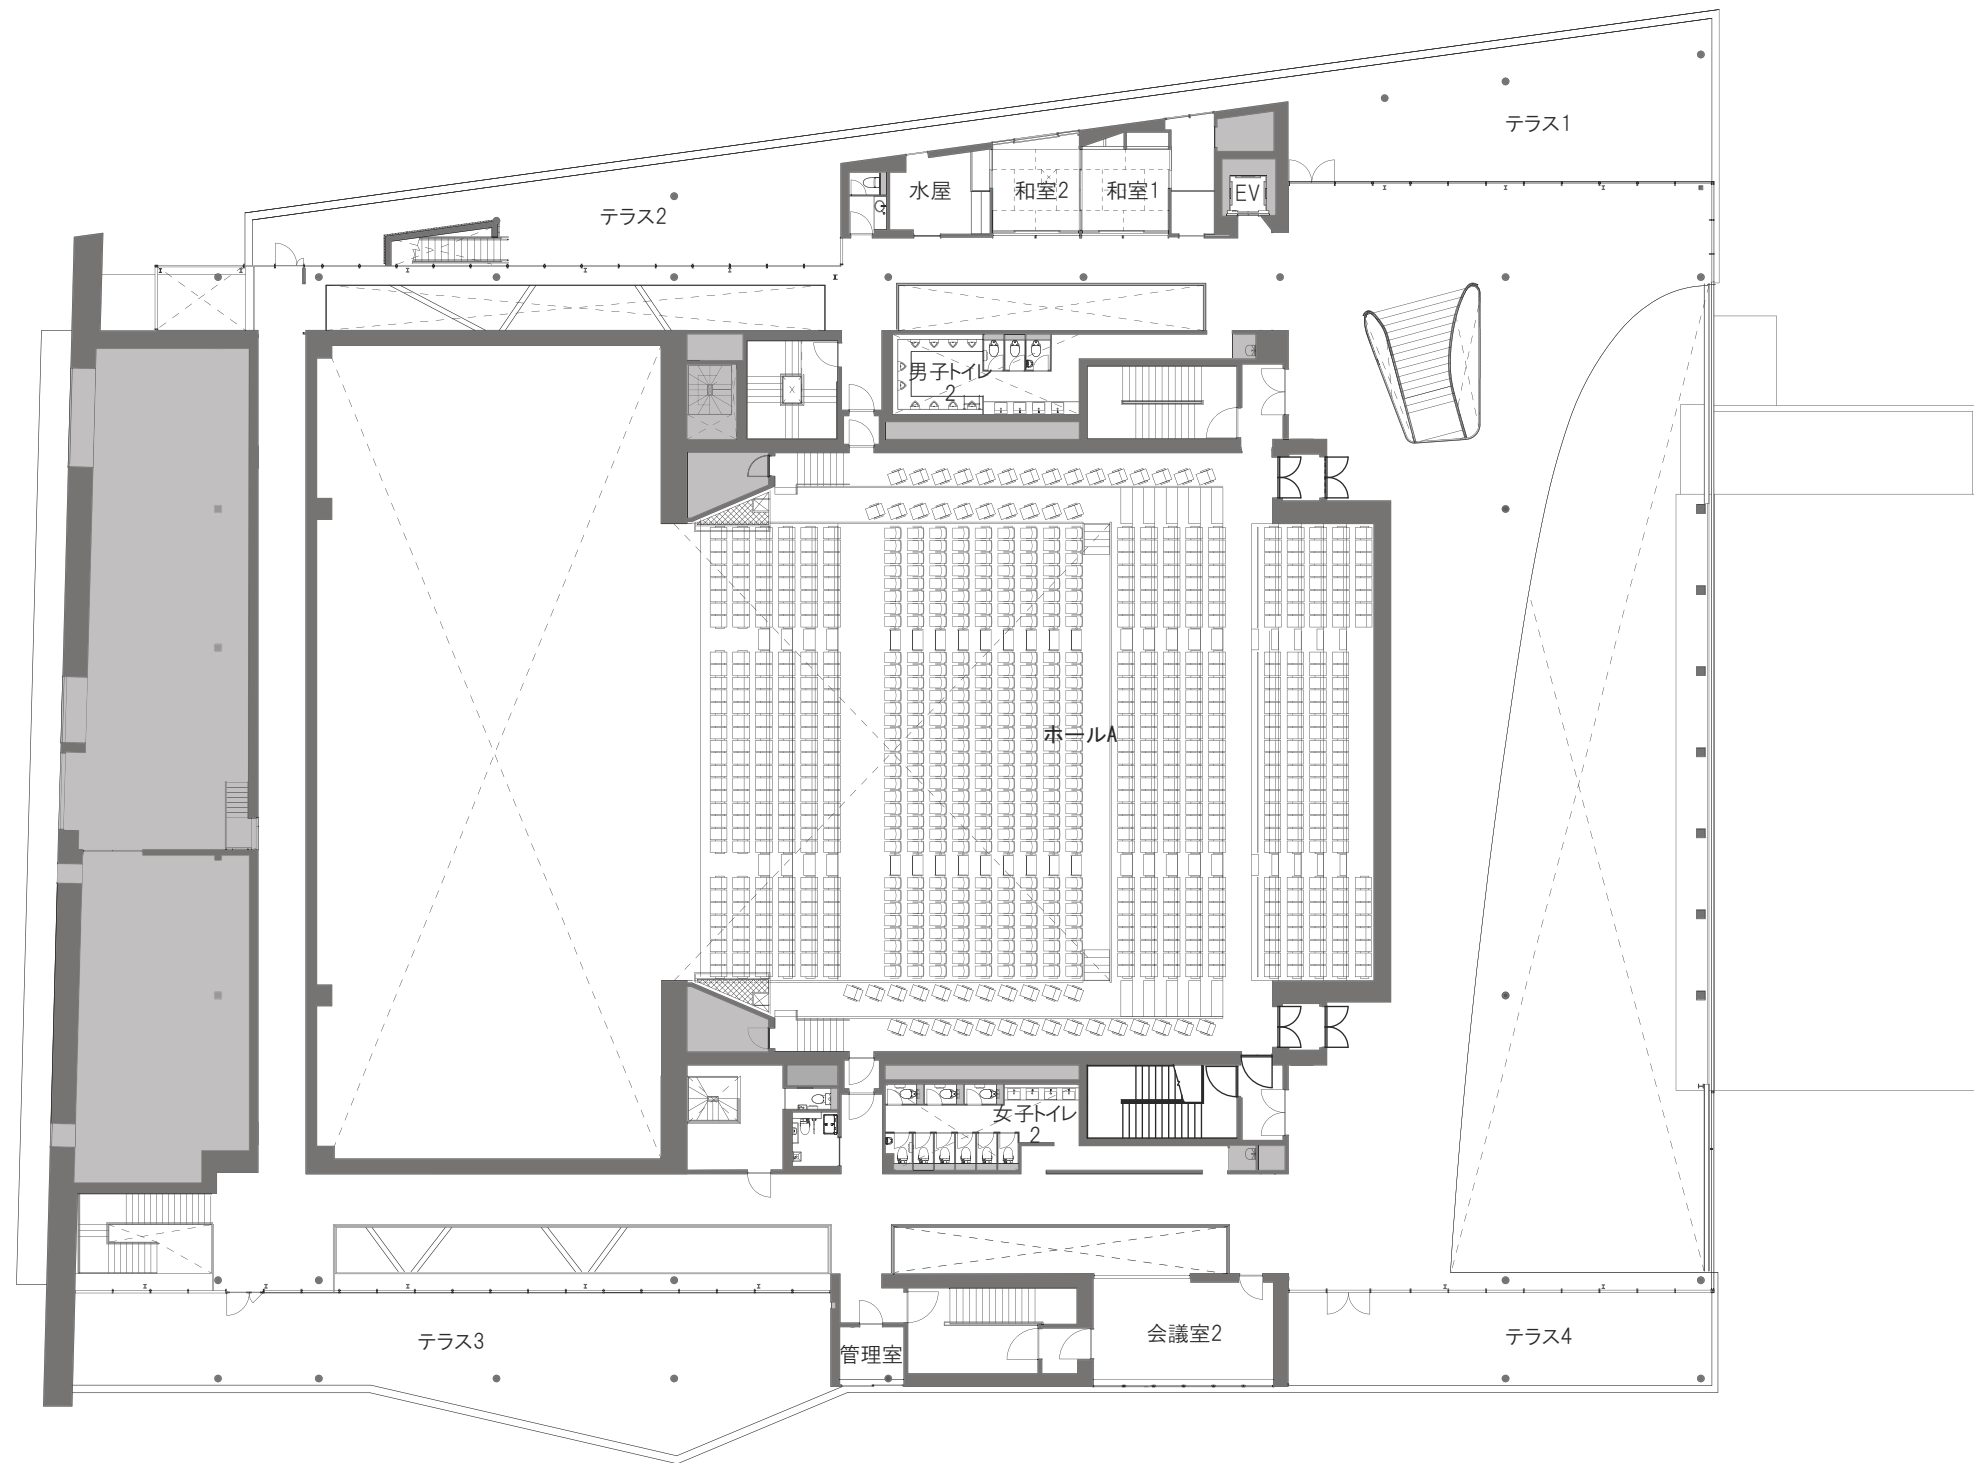 テラス1
水屋
和室2
和室1
EV
テラス2
男子トイレ
2
ホールA
女子トイレ
2
会議室2
テラス4
テラス3
管理室